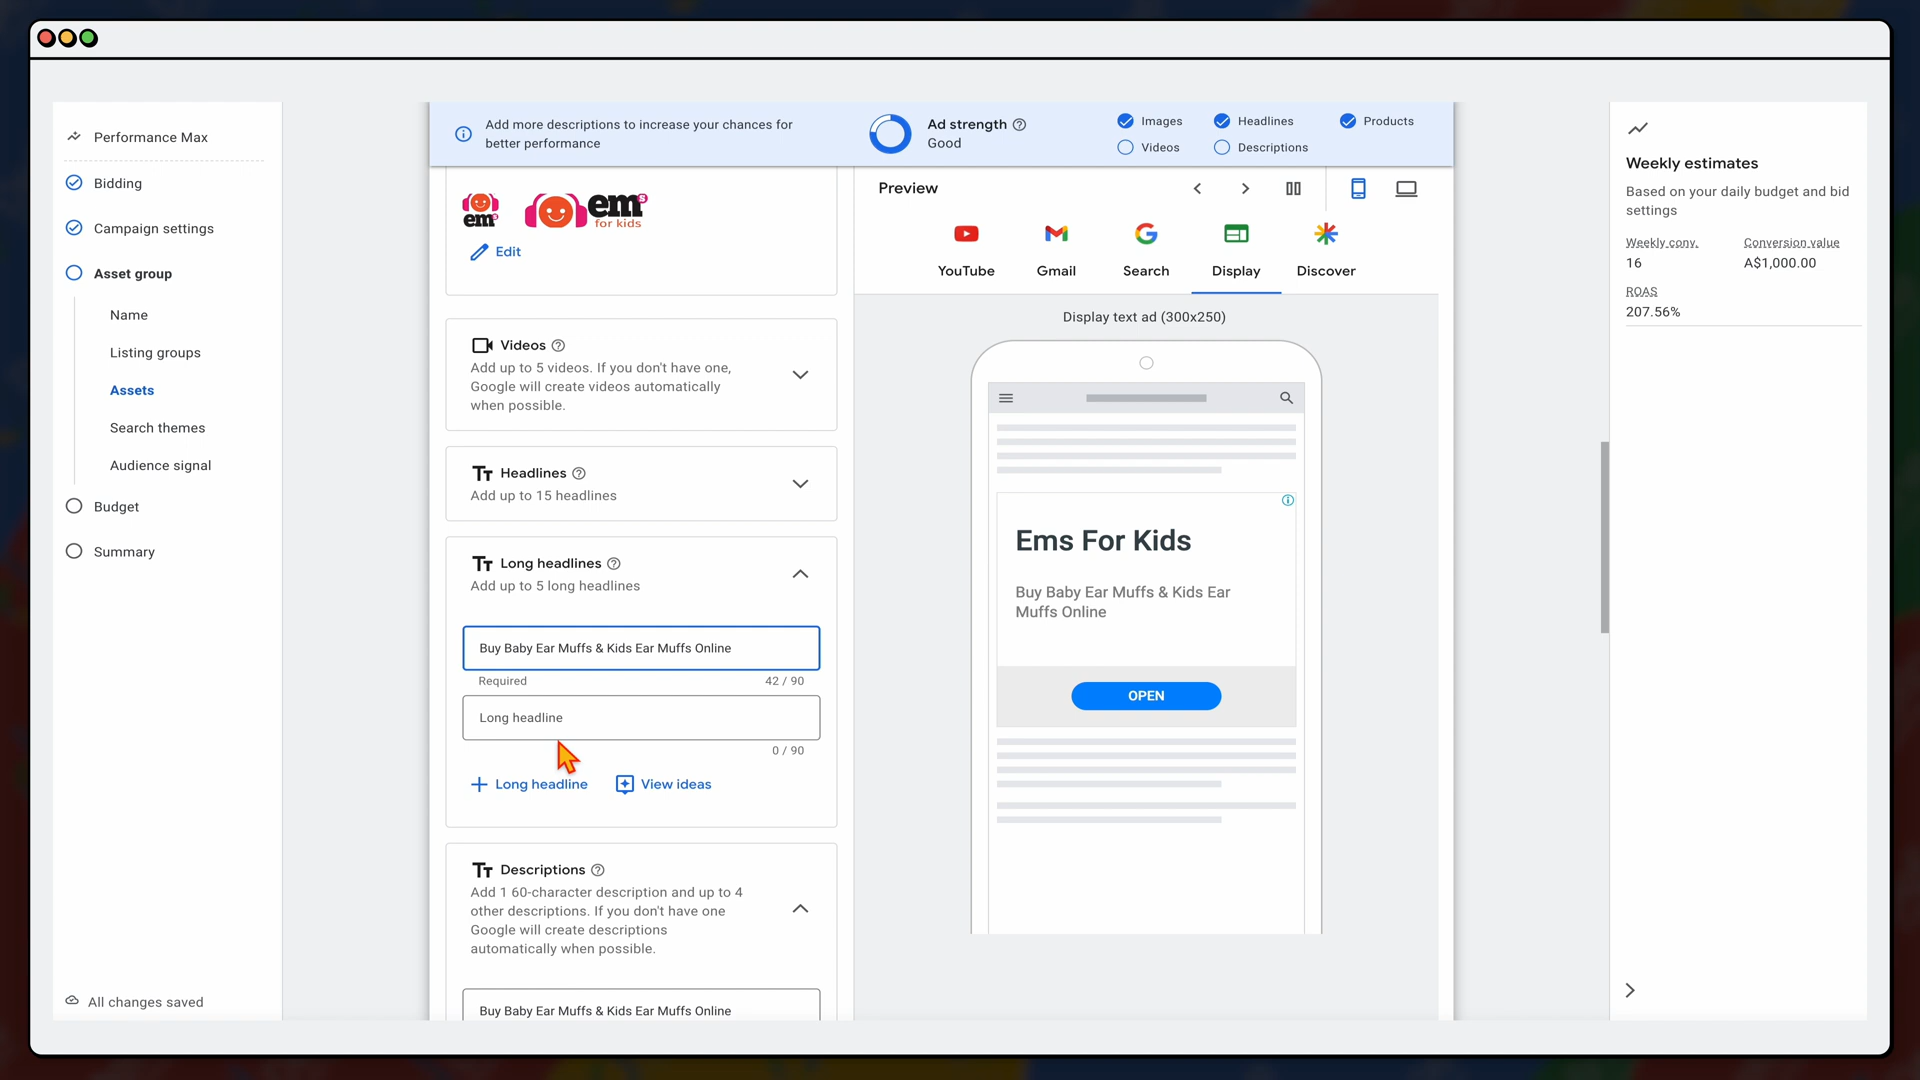 Performance Max
Bidding
Campaign settings
Asset group
Name
Listing groups
Assets
Search themes
Audience signal
Budget
Summary
All changes saved
Add more descriptions to increase your chances for
better performance
Ad strength
Good
Images
Headlines
Products
Videos
Descriptions
em
s
em
s
for kids
Edit
Videos
Add up to 5 videos. If you don't have one,
Google will create videos automatically
when possible.
Headlines
Add up to 15 headlines
Long headlines
Add up to 5 long headlines
Buy Baby Ear Muffs & Kids Ear Muffs Online
Required 42 / 90
Long headline
0 / 90
Long headline View ideas
Descriptions
Add 1 60-character description and up to 4
other descriptions. If you don't have one
Google will create descriptions
automatically when possible.
Buy Baby Ear Muffs & Kids Ear Muffs Online
Preview
YouTube Gmail Search Display Discover
Display text ad (300x250)
Ems For Kids
Buy Baby Ear Muffs & Kids Ear
Muffs Online
OPEN
Weekly estimates
Based on your daily budget and bid
settings
Weekly conv. Conversion value
16 A$1,000.00
ROAS
207.56%